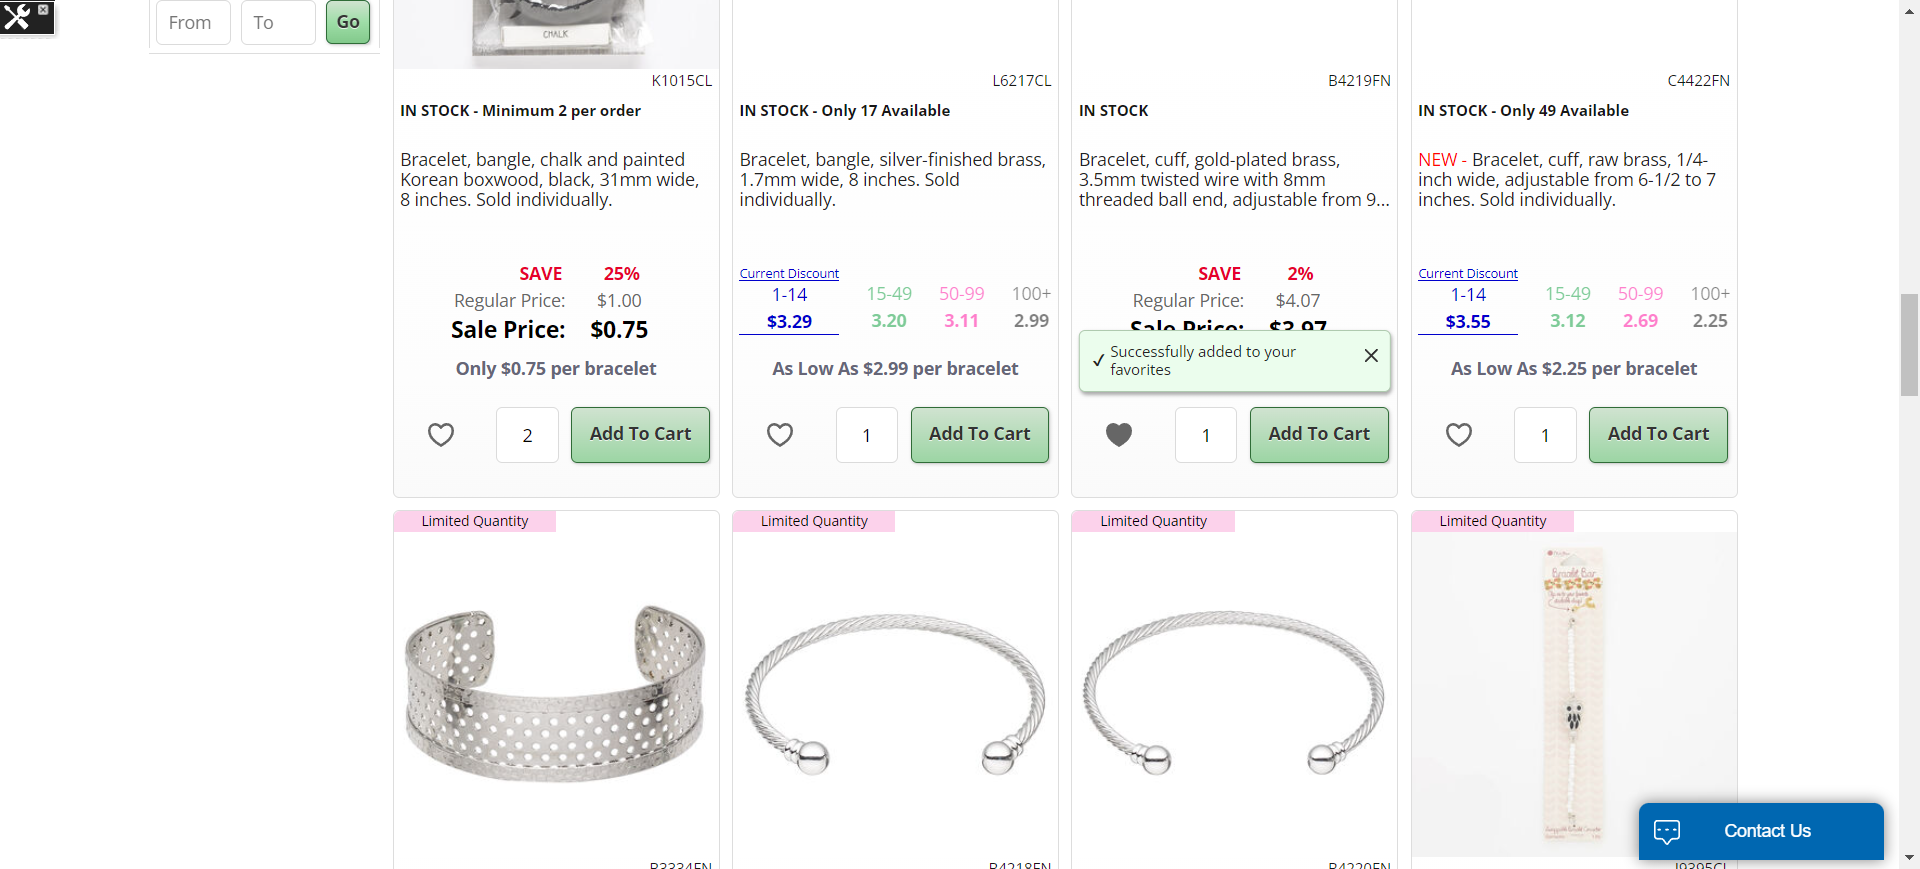 From
To
Go
CHALK
K1015CL
IN STOCK - Minimum 2 per order
Bracelet, bangle, chalk and painted
Korean boxwood, black, 31mm wide,
8 inches. Sold individually.
SAVE 25%
Regular Price: $1.00
Sale Price: $0.75
Only $0.75 per bracelet
2
Add To Cart
L6217CL
IN STOCK - Only 17 Available
Bracelet, bangle, silver-finished brass,
1.7mm wide, 8 inches. Sold
individually.
Current Discount
1-14 15-49 50-99 100+
$3.29 3.20 3.11 2.99
As Low As $2.99 per bracelet
1
Add To Cart
B4219FN
IN STOCK
Bracelet, cuff, gold-plated brass,
3.5mm twisted wire with 8mm
threaded ball end, adjustable from 9...
SAVE 2%
Regular Price: $4.07
Sale Price: $3.97
Successfully added to your
favorites
1
Add To Cart
C4422FN
IN STOCK - Only 49 Available
NEW - Bracelet, cuff, raw brass, 1/4-
inch wide, adjustable from 6-1/2 to 7
inches. Sold individually.
Current Discount
1-14 15-49 50-99 100+
$3.55 3.12 2.69 2.25
As Low As $2.25 per bracelet
1
Add To Cart
Limited Quantity
B3334FN
Limited Quantity
B4218FN
Limited Quantity
B4220FN
Limited Quantity
Bracelet Bar
J9395CL
Contact Us